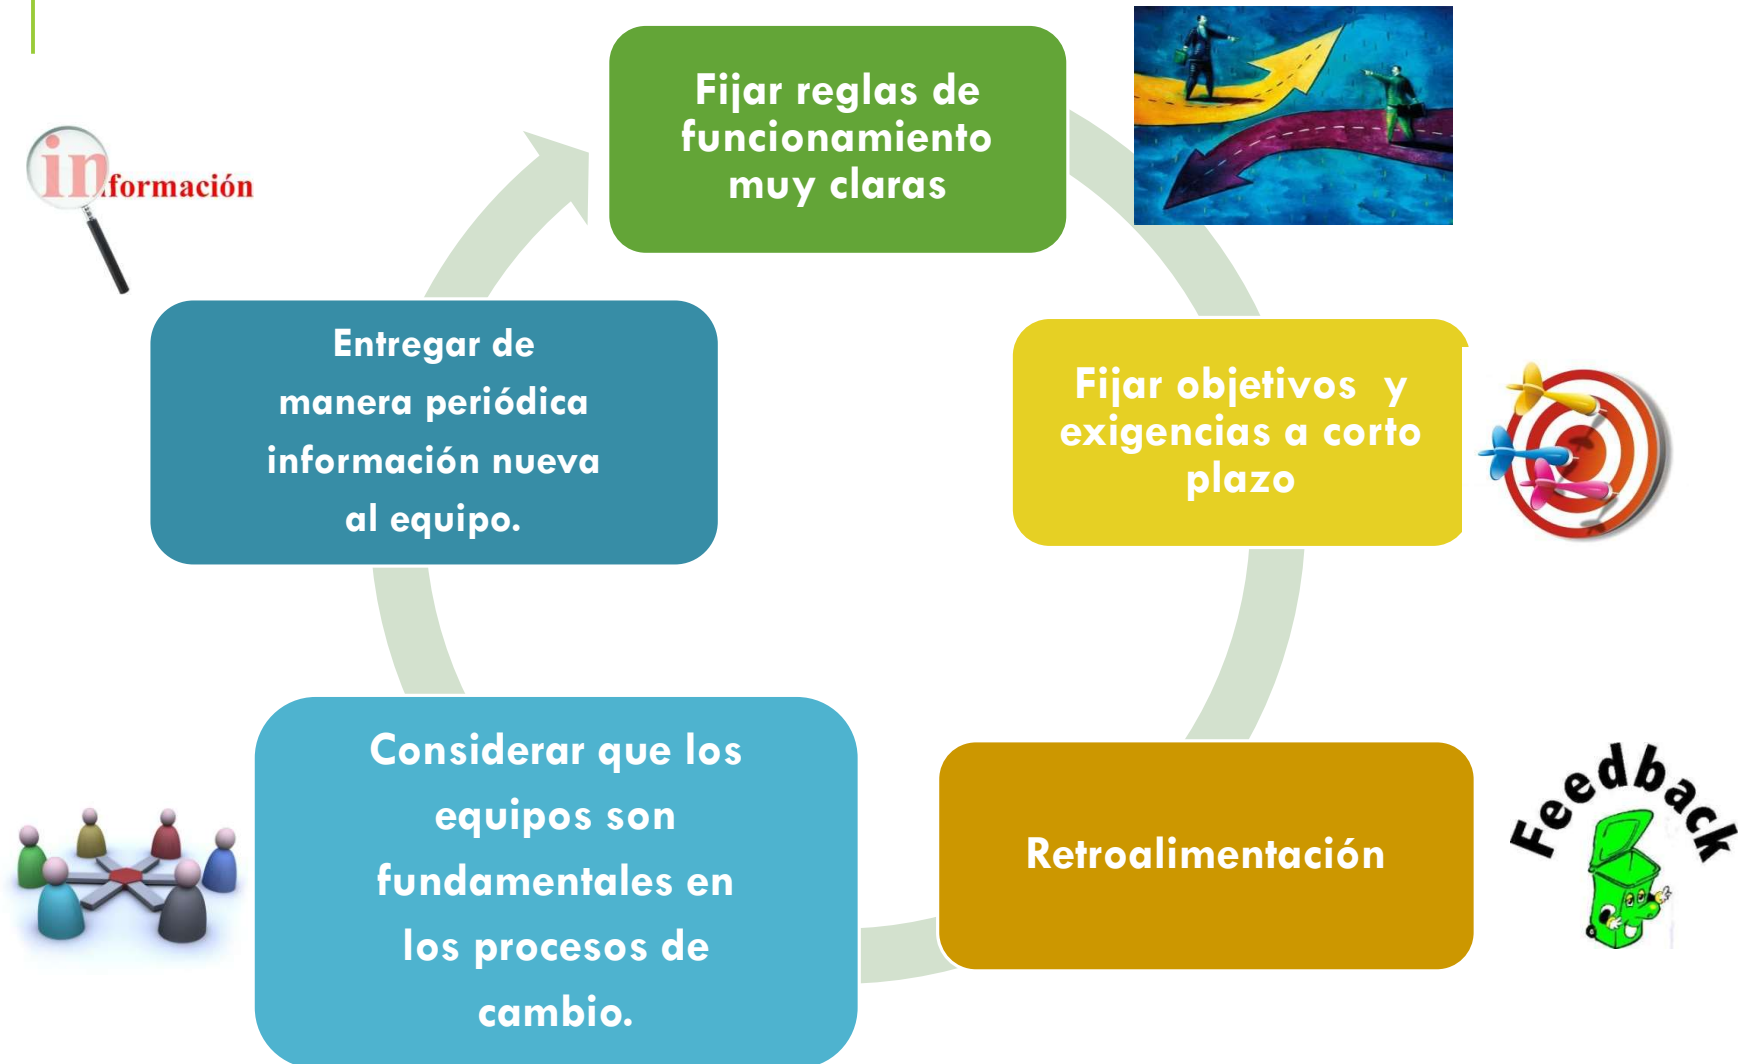 Fijar reglas de
funcionamiento
muy claras
información
Entregar de
manera periódica
información nueva
al equipo.
Fijar objetivos  y
exigencias a corto
plazo
Considerar que los
equipos son
fundamentales en
los procesos de
cambio.
Retroalimentación
Feedback